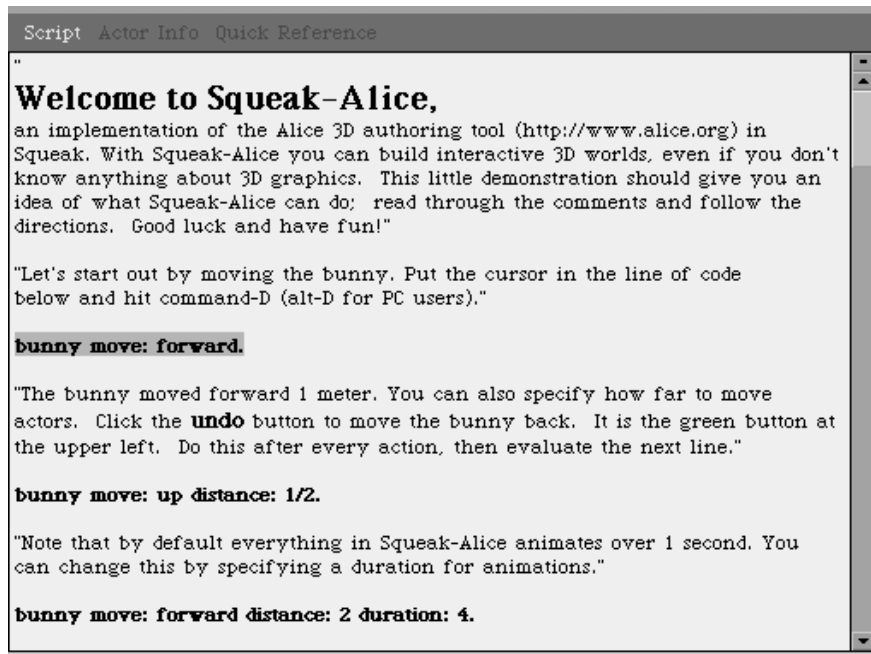 Script Actor Info Quick Reference
"
Welcome to Squeak-Alice,
an implementation of the Alice 3D authoring tool (http://www.alice.org) in
Squeak. With Squeak-Alice you can build interactive 3D worlds, even if you don't
know anything about 3D graphics.  This little demonstration should give you an
idea of what Squeak-Alice can do;  read through the comments and follow the
directions.  Good luck and have fun!"
"Let's start out by moving the bunny. Put the cursor in the line of code
below and hit command-D (alt-D for PC users)."
bunny move: forward.
"The bunny moved forward 1 meter. You can also specify how far to move
actors.  Click the undo button to move the bunny back.  It is the green button at
the upper left.  Do this after every action, then evaluate the next line."
bunny move: up distance: 1/2.
"Note that by default everything in Squeak-Alice animates over 1 second. You
can change this by specifying a duration for animations."
bunny move: forward distance: 2 duration: 4.